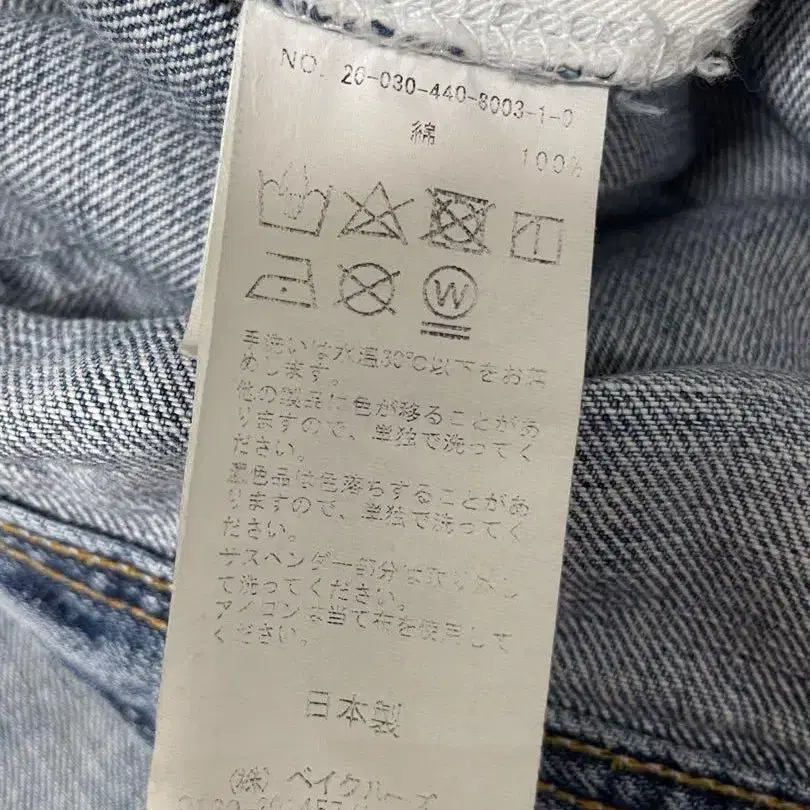 NO. 20-030-440-8003-1-0
綿
100%
W
手洗いは水温30℃以下をお薦
めします。
他の製品に色が移ることがあ
りますので、単独で洗ってく
ださい。
濃色品は色落ちすることがあ
りますので、単独で洗ってく
ださい。
サスペンダー部分は取り外し
て洗ってください。
アイロンは当て布を使用して
ください。
日本製
(株) ベイクルーズ